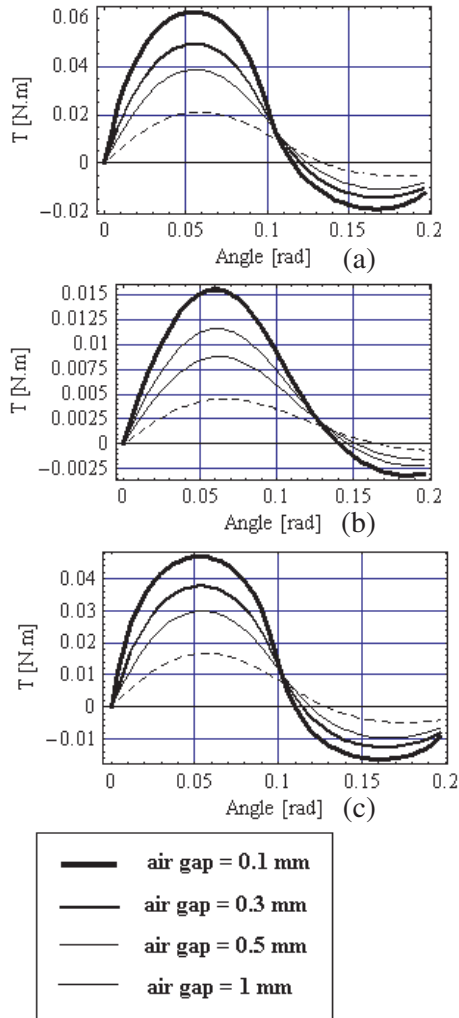 0.06
0.04
0.02
0
−0.02
T [N.m]
0 0.05 0.1 0.15 0.2
Angle [rad] (a)
0.015
0.0125
0.01
0.0075
0.005
0.0025
0
−0.0025
T [N.m]
0 0.05 0.1 0.15 0.2
Angle [rad] (b)
0.04
0.03
0.02
0.01
0
−0.01
T [N.m]
0 0.05 0.1 0.15 0.2
Angle [rad] (c)
air gap = 0.1 mm
air gap = 0.3 mm
air gap = 0.5 mm
air gap = 1 mm